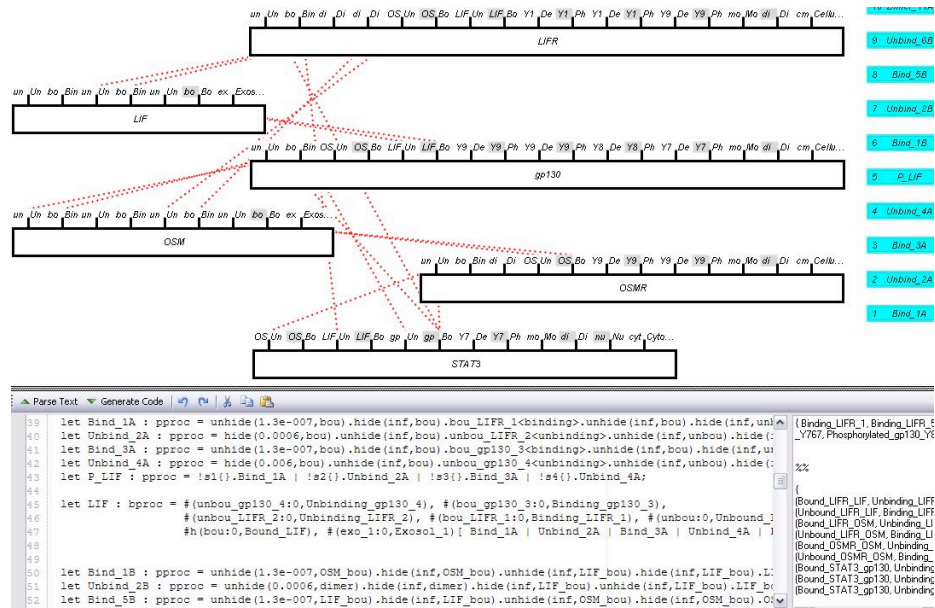 un Un bo Bin di Di di Di OS Un OS Bo LIF Un LIF Bo Y1 De Y1 Ph Y1 De Y1 Ph Y9 De Y9 Ph mo Mo di Di cm Cellu...
LIFR
un Un bo Bin un Un bo Bin un Un bo Bo ex Exos...
LIF
un Un bo Bin OS Un OS Bo LIF Un LIF Bo Y9 De Y9 Ph Y9 De Y9 Ph Y8 De Y8 Ph Y7 De Y7 Ph mo Mo di Di cm Cellu...
gp130
un Un bo Bin un Un bo Bin un Un bo Bin un Un bo Bo ex Exos...
OSM
un Un bo Bin di Di OS Un OS Bo Y9 De Y9 Ph Y9 De Y9 Ph mo Mo di Di cm Cellu...
OSMR
OS Un OS Bo LIF Un LIF Bo gp Un gp Bo Y7 De Y7 Ph mo Mo di Di nu Nu cyt Cyto...
STAT3
9 Unbind_6B
8 Bind_5B
7 Unbind_2B
6 Bind_1B
5 P_LIF
4 Unbind_4A
3 Bind_3A
2 Unbind_2A
1 Bind_1A
Parse Text Generate Code
39 let Bind_1A : pproc = unhide(1.3e-007,bou).hide(inf,bou).bou_LIFR_1<binding>.unhide(inf,bou).hide(inf,unb
40 let Unbind_2A : pproc = hide(0.0006,bou).unhide(inf,bou).unbou_LIFR_2<unbinding>.unhide(inf,unbou).hide(
41 let Bind_3A : pproc = unhide(1.3e-007,bou).hide(inf,bou).bou_gp130_3<binding>.unhide(inf,bou).hide(inf,u
42 let Unbind_4A : pproc = hide(0.006,bou).unhide(inf,bou).unbou_gp130_4<unbinding>.unhide(inf,unbou).hide(
43 let P_LIF : pproc = !s1{}.Bind_1A | !s2{}.Unbind_2A | !s3{}.Bind_3A | !s4{}.Unbind_4A;
44
45 let LIF : bproc = #(unbou_gp130_4:0,Unbinding_gp130_4), #(bou_gp130_3:0,Binding_gp130_3),
46 #(unbou_LIFR_2:0,Unbinding_LIFR_2), #(bou_LIFR_1:0,Binding_LIFR_1), #(unbou:0,Unbound_
47 #h(bou:0,Bound_LIF), #(exo_1:0,Exosol_1)[ Bind_1A | Unbind_2A | Bind_3A | Unbind_4A |
48
49
50 let Bind_1B : pproc = unhide(1.3e-007,OSM_bou).hide(inf,OSM_bou).unhide(inf,LIF_bou).hide(inf,LIF_bou).
51 let Unbind_2B : pproc = unhide(0.0006,dimer).hide(inf,dimer).hide(inf,LIF_bou).unhide(inf,LIF_bou).
52 let Bind_5B : pproc = unhide(1.3e-007,LIF_bou).hide(inf,LIF_bou).unhide(inf,OSM_bou).hide(inf,OSM_bou).
{ Binding_LIFR_1, Binding_LIFR_
_Y767, Phosphorylated_gp130_Y8
%%
{
(Bound_LIFR_LIF, Unbinding_LIFR
(Unbound_LIFR_LIF, Binding_LIFR
(Bound_LIFR_OSM, Unbinding_LI
(Unbound_LIFR_OSM, Binding_LI
(Bound_OSMR_OSM, Unbinding_
(Unbound_OSMR_OSM, Binding_
(Bound_STAT3_gp130, Unbinding
(Unbound_STAT3_gp130, Binding
(Bound_STAT3_gp130, Unbinding